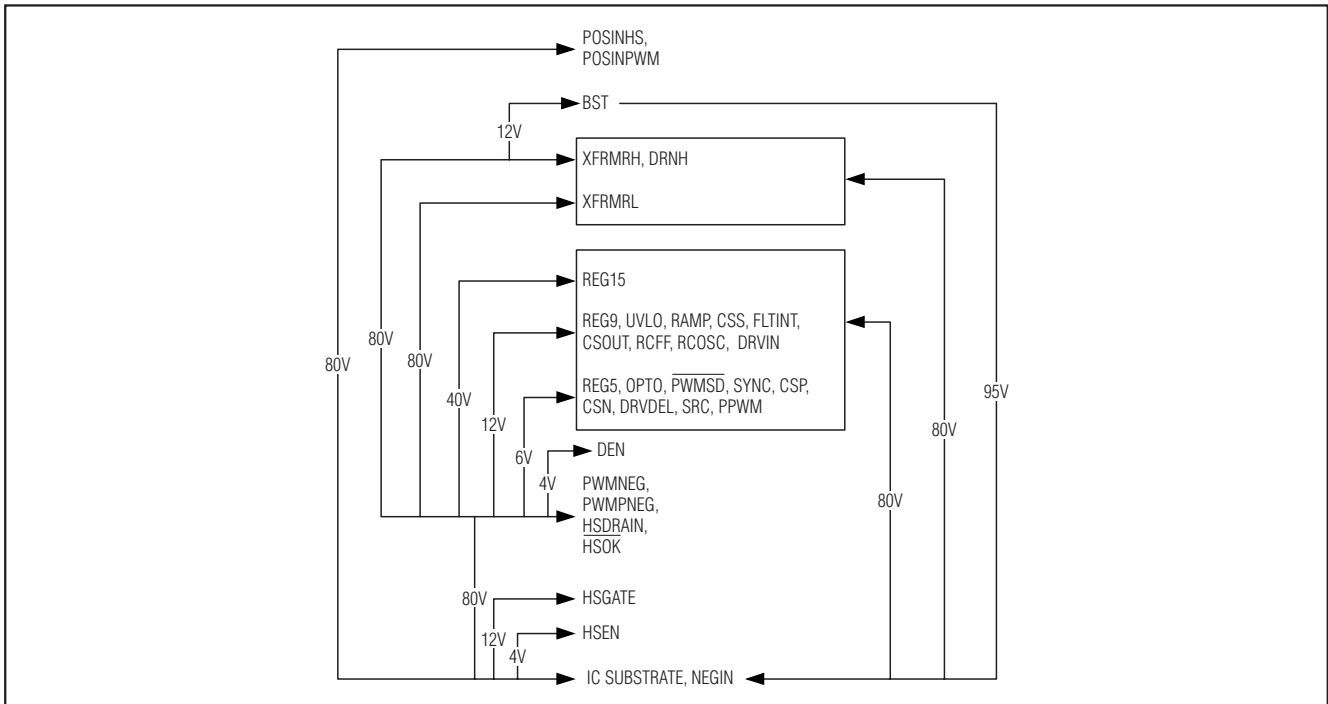 POSINHS,
POSINPWM
BST
12V
XFRMRH, DRNH
XFRMRL
REG15
REG9, UVLO, RAMP, CSS, FLTINT,
CSOUT, RCFF, RCOSC, DRVIN
REG5, OPTO, PWMSD, SYNC, CSP,
CSN, DRVDEL, SRC, PPWM
80V
80V
80V
40V
12V
6V
4V
DEN
PWMNEG,
PWMPNEG,
HSDRAIN,
HSOK
80V
80V
95V
80V
12V
4V
HSGATE
HSEN
IC SUBSTRATE, NEGIN